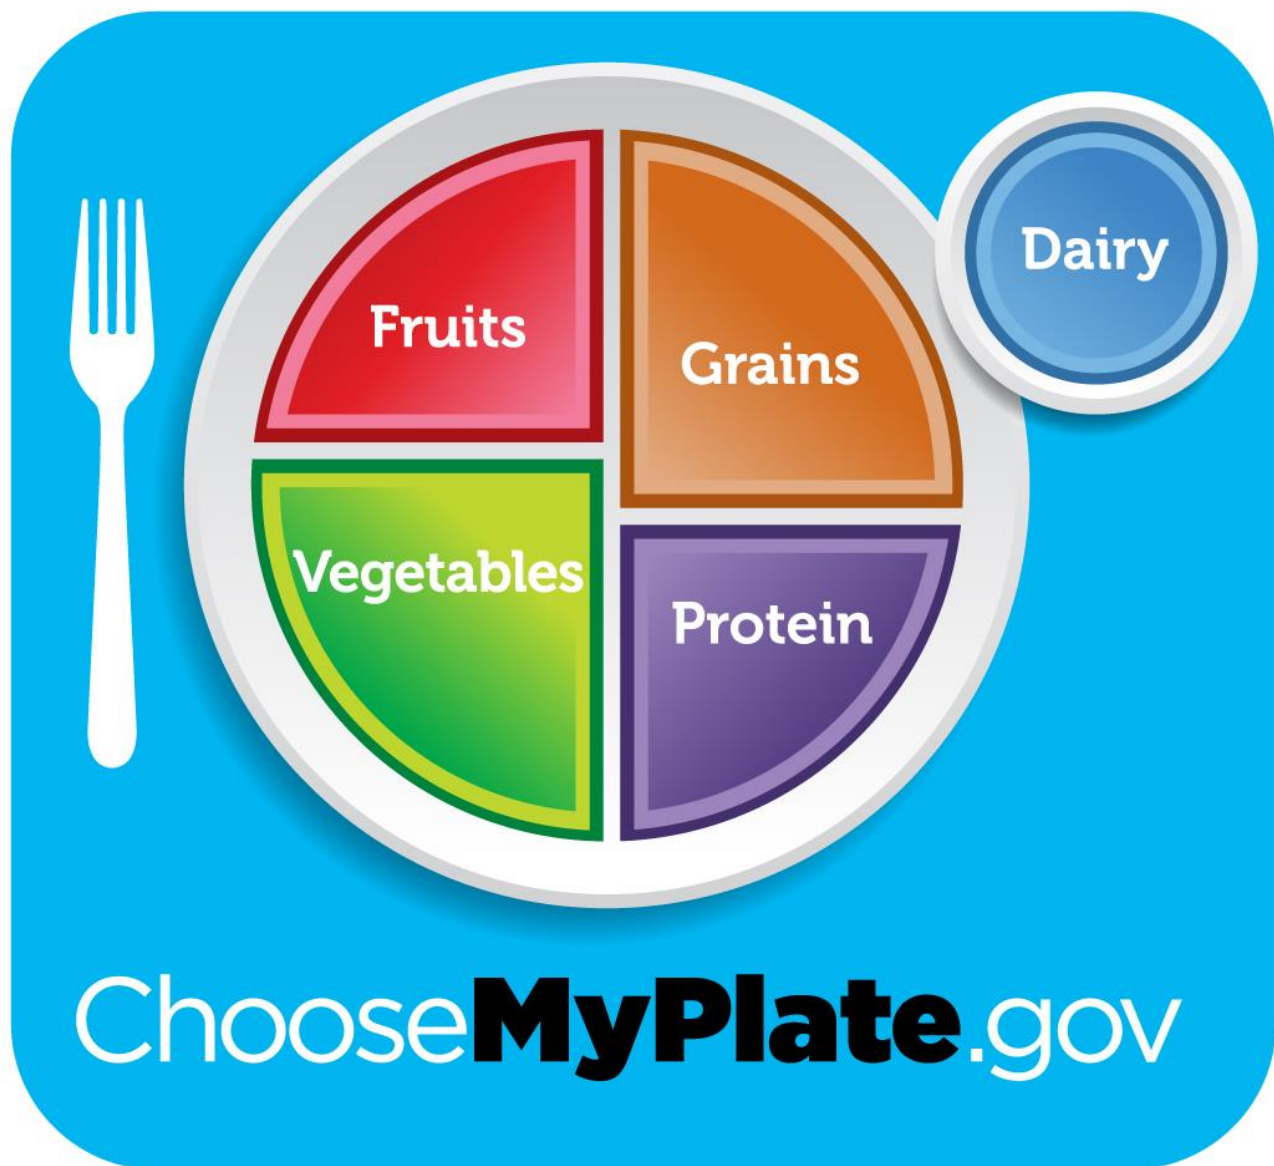 Fruits
Grains
Dairy
Vegetables
Protein
ChooseMyPlate.gov